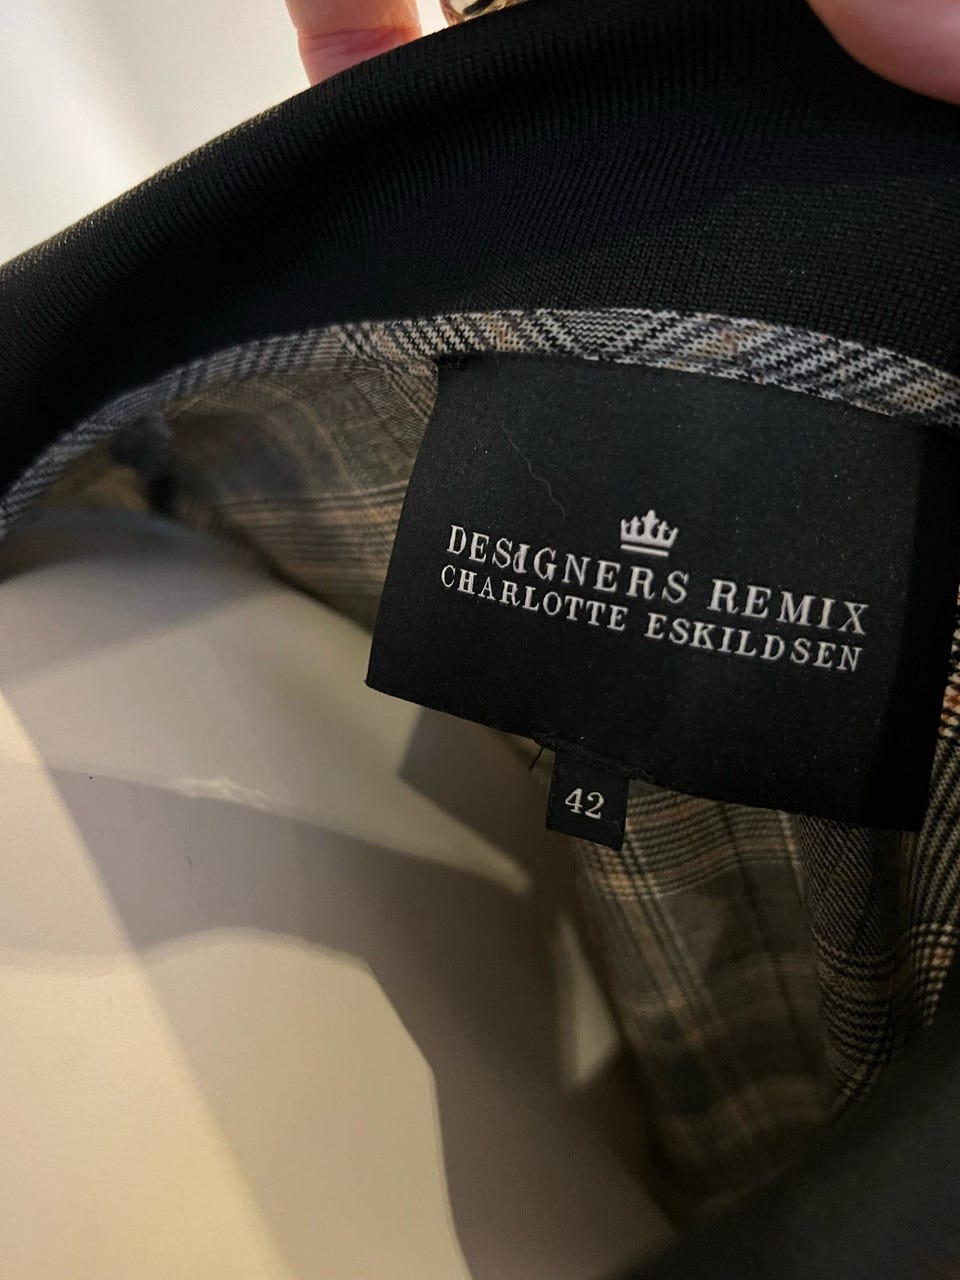 DESIGNERS REMIX
CHARLOTTE ESKILDSEN
42